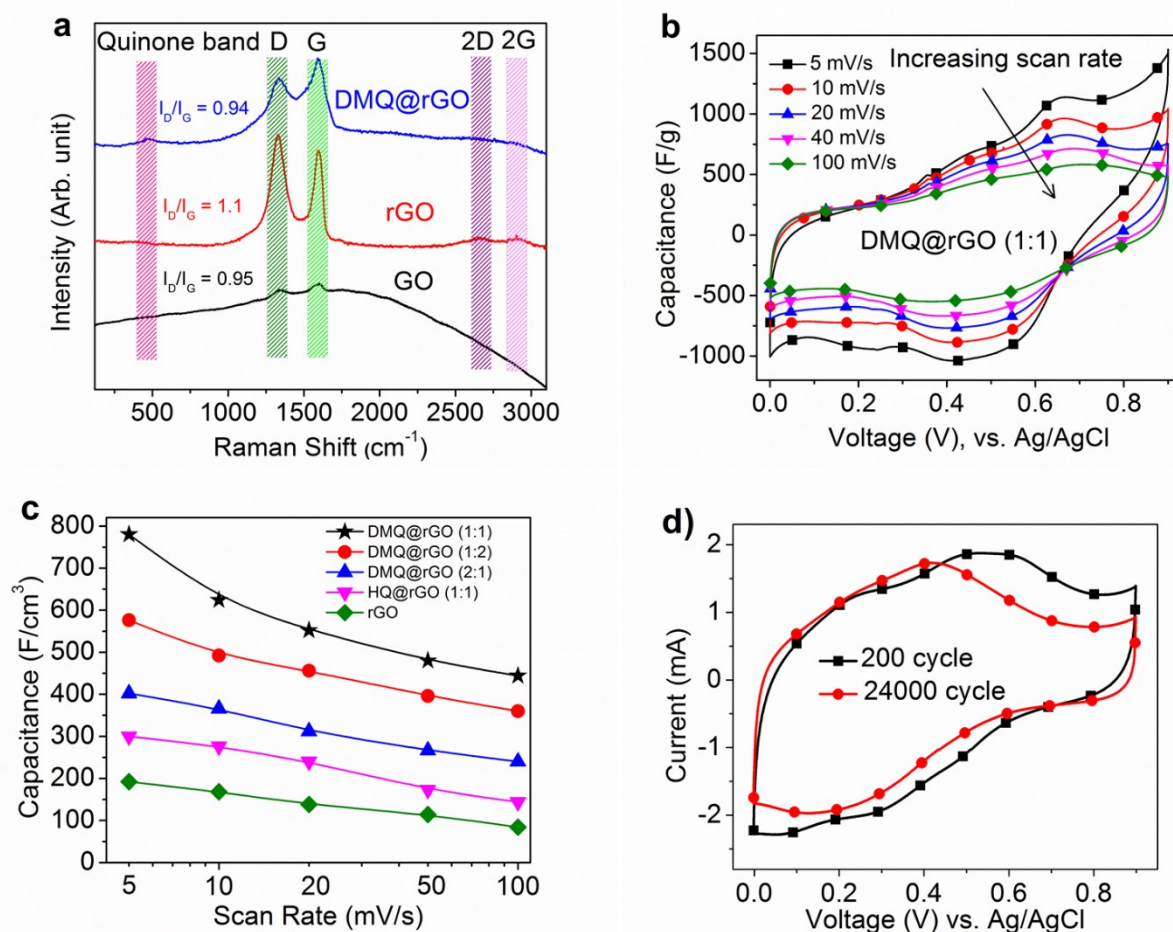 a
Quinone band D G 2D 2G
I_D/I_G = 0.94
DMQ@rGO
I_D/I_G = 1.1
rGO
I_D/I_G = 0.95
GO
Intensity (Arb. unit)
500 1000 1500 2000 2500 3000
Raman Shift (cm⁻¹)
b
5 mV/s
10 mV/s
20 mV/s
40 mV/s
100 mV/s
Increasing scan rate
DMQ@rGO (1:1)
Capacitance (F/g)
1500
1000
500
0
-500
-1000
0.0 0.2 0.4 0.6 0.8
Voltage (V), vs. Ag/AgCl
c
DMQ@rGO (1:1)
DMQ@rGO (1:2)
DMQ@rGO (2:1)
HQ@rGO (1:1)
rGO
Capacitance (F/cm³)
800
700
600
500
400
300
200
100
0
5 10 20 50 100
Scan Rate (mV/s)
d)
200 cycle
24000 cycle
Current (mA)
2
1
0
-1
-2
0.0 0.2 0.4 0.6 0.8
Voltage (V) vs. Ag/AgCl